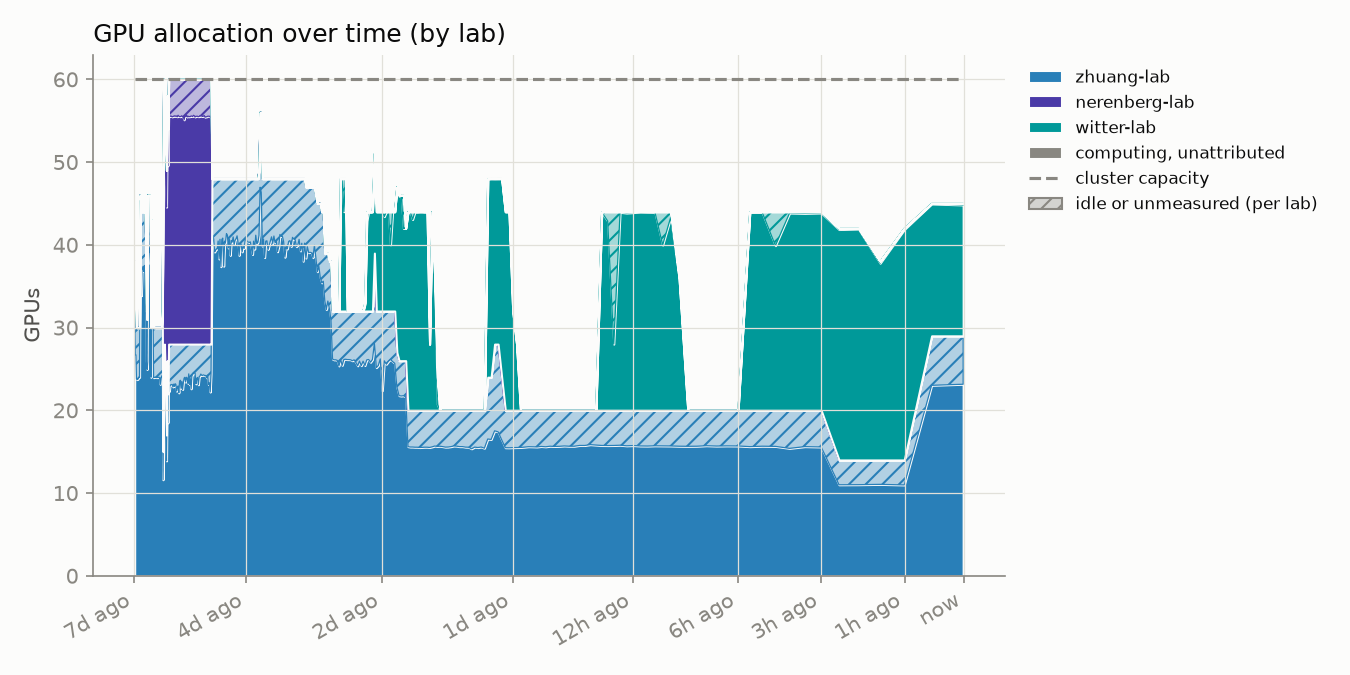 GPU allocation over time (by lab)
60
50
40
30
20
10
0
GPUs
7d ago
4d ago
2d ago
1d ago
12h ago
6h ago
3h ago
1h ago
now
zhuang-lab
nerenberg-lab
witter-lab
computing, unattributed
cluster capacity
idle or unmeasured (per lab)